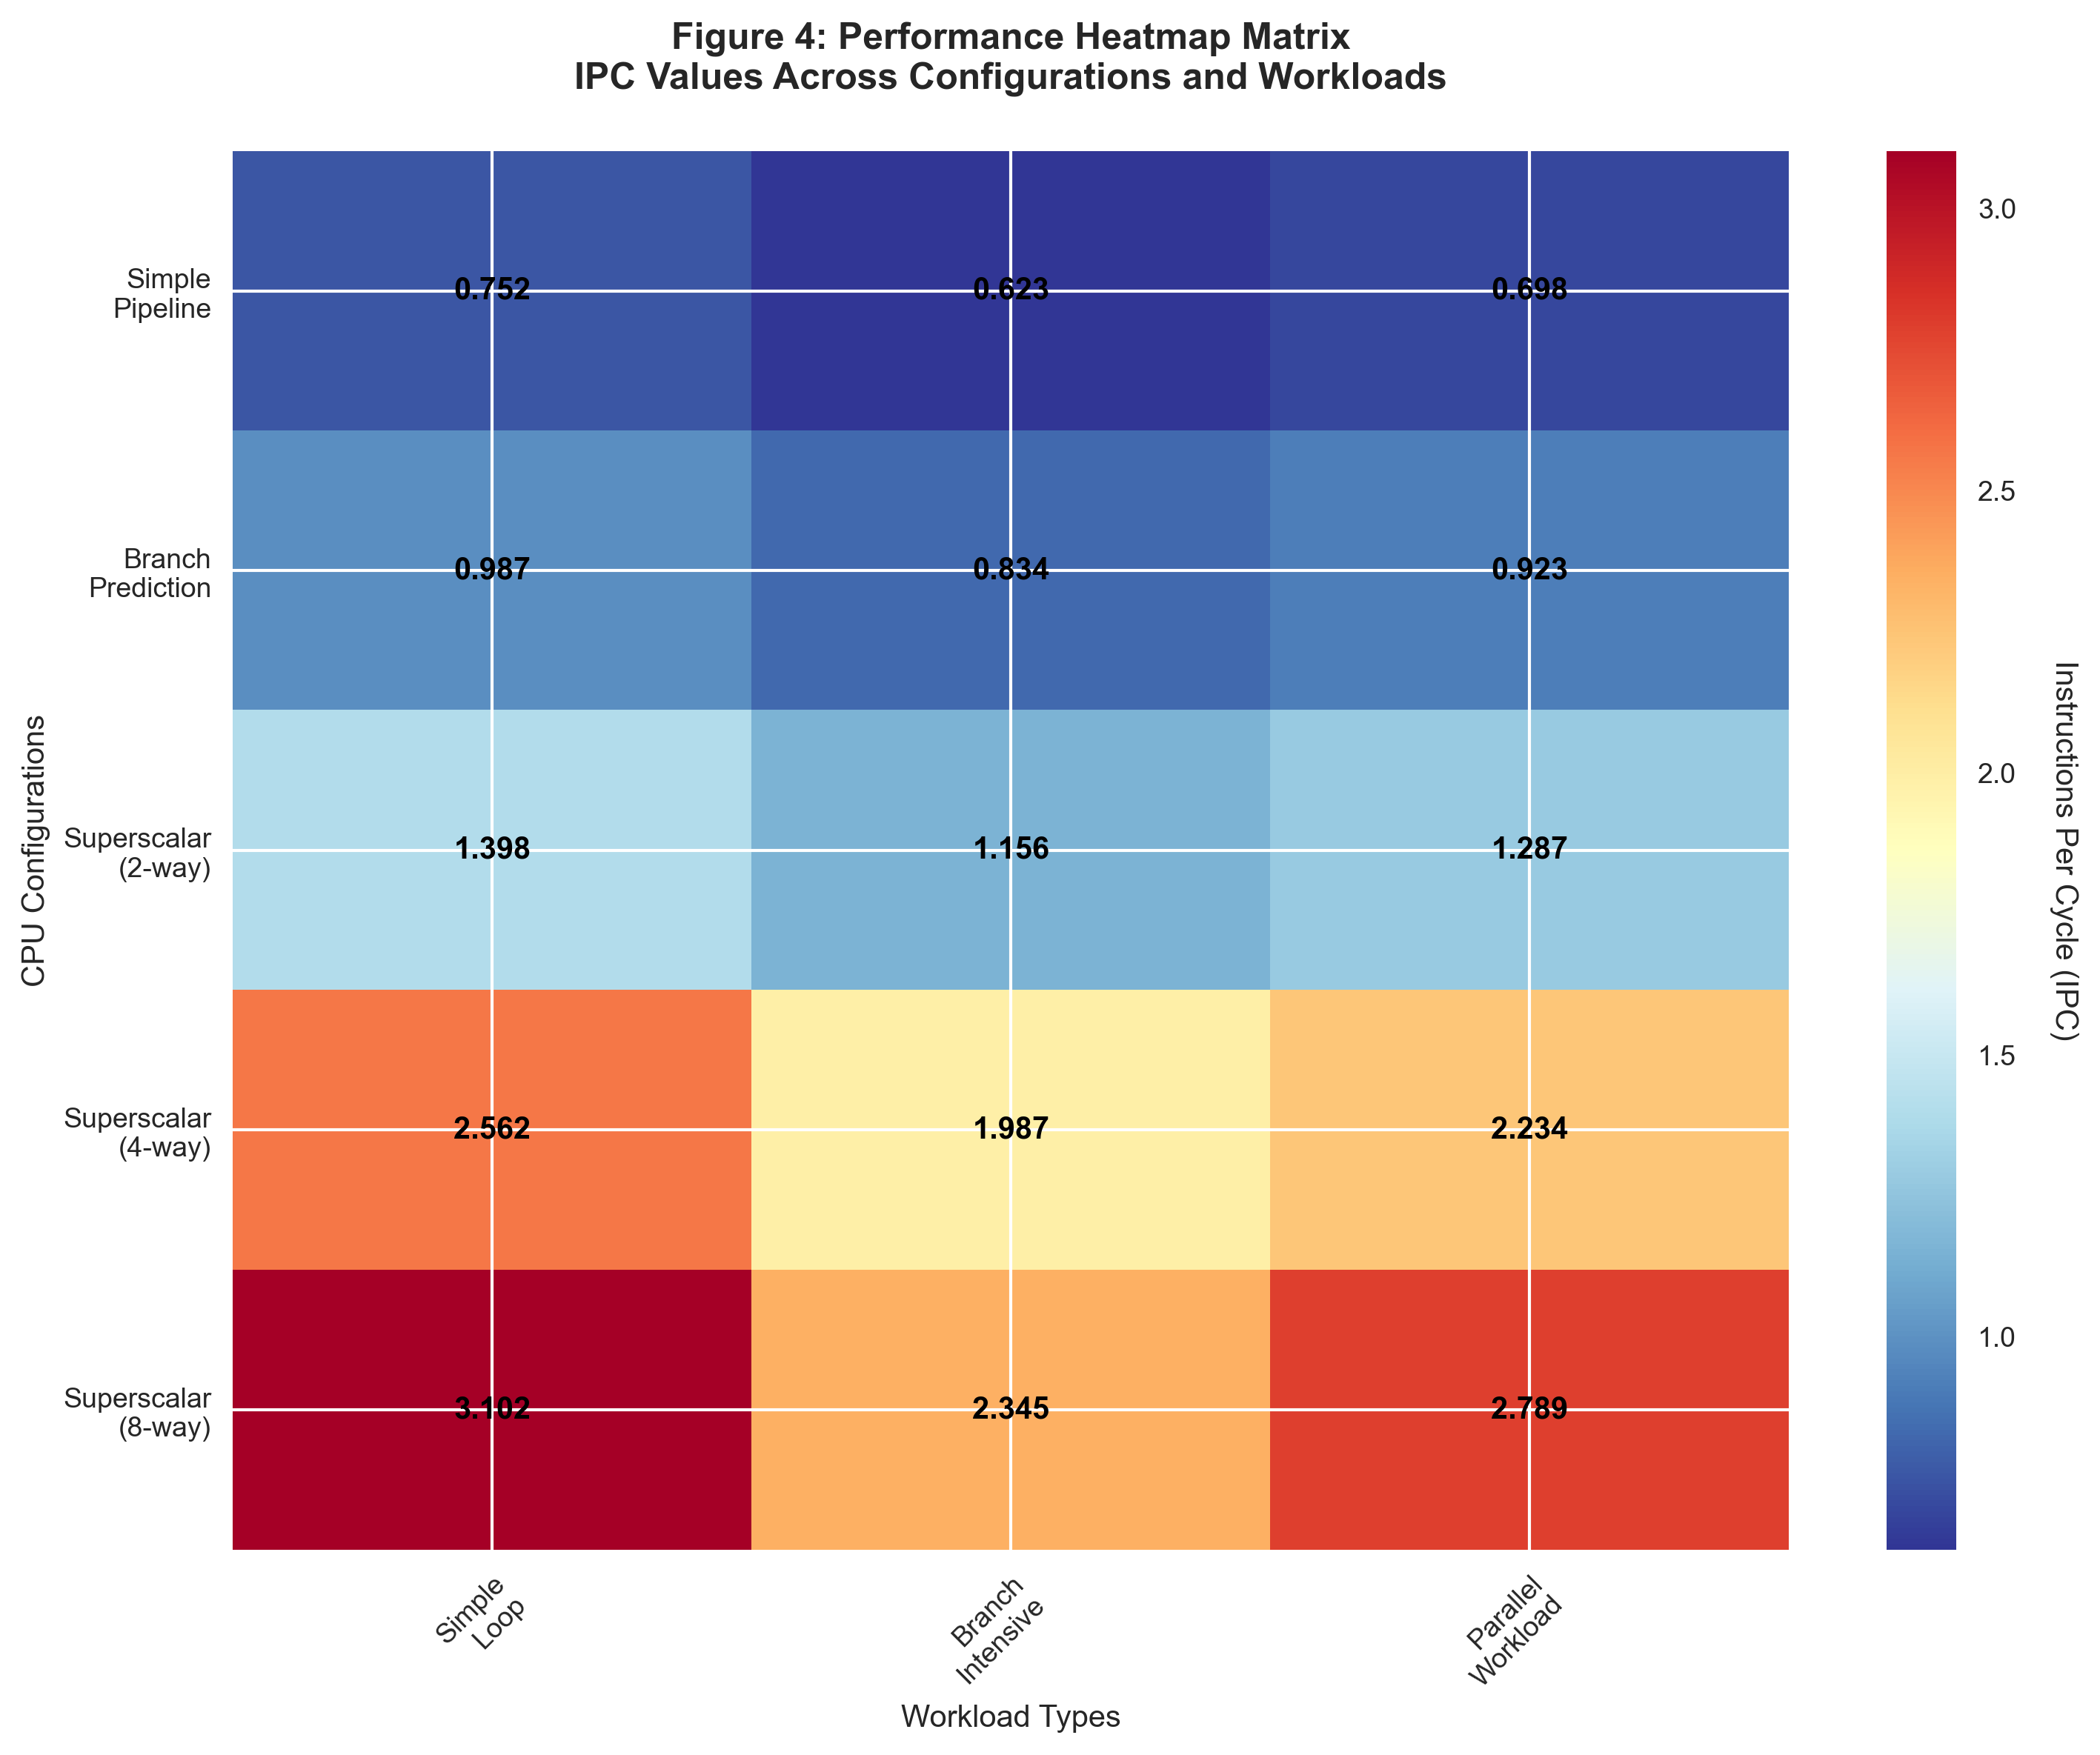 Figure 4: Performance Heatmap Matrix
IPC Values Across Configurations and Workloads
CPU Configurations
Simple
Pipeline
0.752 0.623 0.698
Branch
Prediction
0.987 0.834 0.923
Superscalar
(2-way)
1.398 1.156 1.287
Superscalar
(4-way)
2.562 1.987 2.234
Superscalar
(8-way)
3.102 2.345 2.789
Simple
Loop
Branch
Intensive
Parallel
Workload
Workload Types
3.0
2.5
2.0
1.5
1.0
Instructions Per Cycle (IPC)